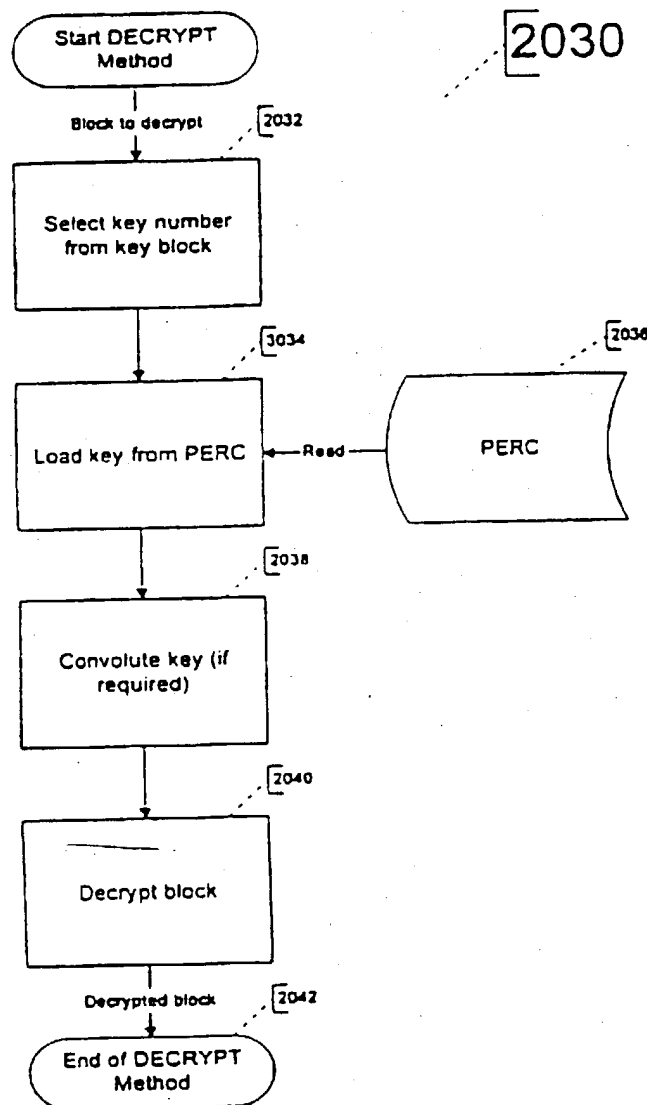 Start DECRYPT
Method
2030
Block to decrypt
2032
Select key number
from key block
3034
2036
Load key from PERC
Read
PERC
2038
Convolute key (if
required)
2040
Decrypt block
Decrypted block
2042
End of DECRYPT
Method